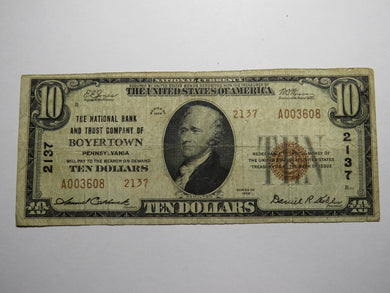 NATIONAL CURRENCY
THE UNITED STATES OF AMERICA
10
10
THE NATIONAL BANK
AND TRUST COMPANY OF
BOYERTOWN
PENNSYLVANIA
WILL PAY TO THE BEARER ON DEMAND
TEN DOLLARS
2137
A003608
2137
A003608 2137
2137
TEN
SERIES OF
1929
10
TEN DOLLARS
10